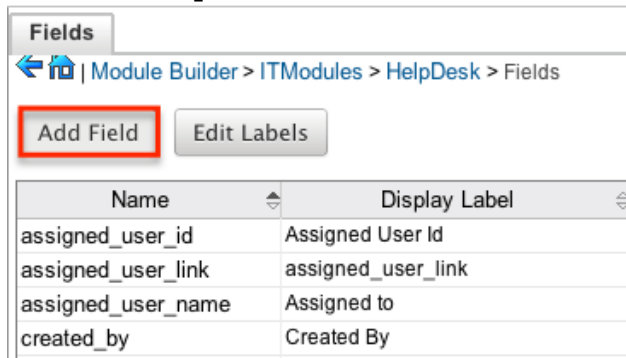 Fields
| Module Builder > ITModules > HelpDesk > Fields
Add Field Edit Labels
Name Display Label
assigned_user_id Assigned User Id
assigned_user_link assigned_user_link
assigned_user_name Assigned to
created_by Created By